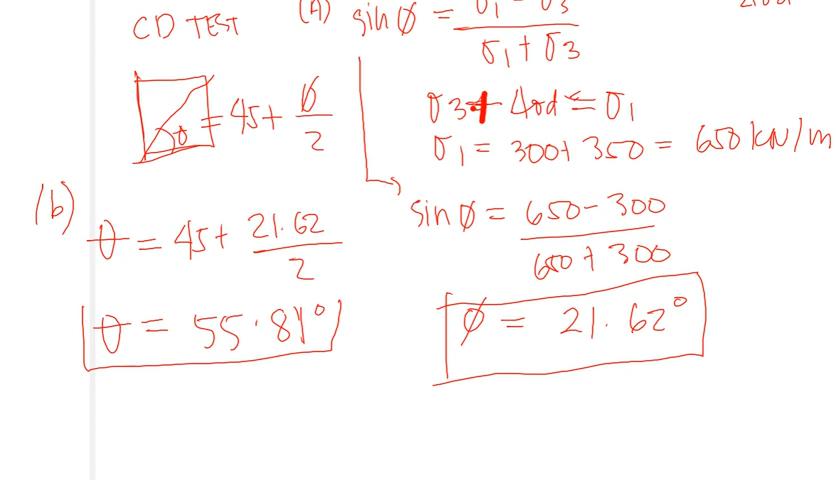 CD TEST
(A) sin φ = σ1 - σ3 / σ1 + σ3
θ = 45 + φ/2
σ3 + Δσd = σ1
σ1 = 300 + 350 = 650 kN/m
sin φ = 650 - 300 / 650 + 300
φ = 21.62°
(b)
θ = 45 + 21.62/2
θ = 55.81°